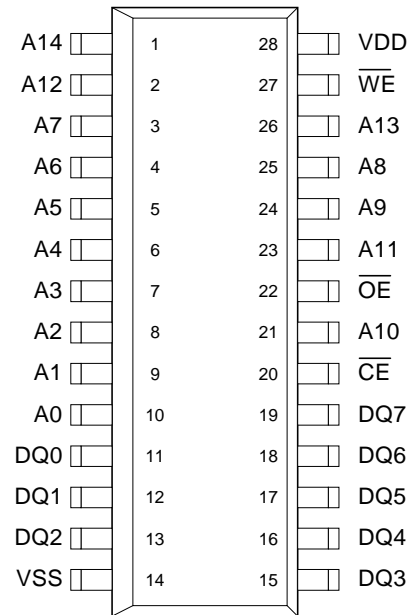 A14 1 28 VDD
A12 2 27 WE
A7 3 26 A13
A6 4 25 A8
A5 5 24 A9
A4 6 23 A11
A3 7 22 OE
A2 8 21 A10
A1 9 20 CE
A0 10 19 DQ7
DQ0 11 18 DQ6
DQ1 12 17 DQ5
DQ2 13 16 DQ4
VSS 14 15 DQ3